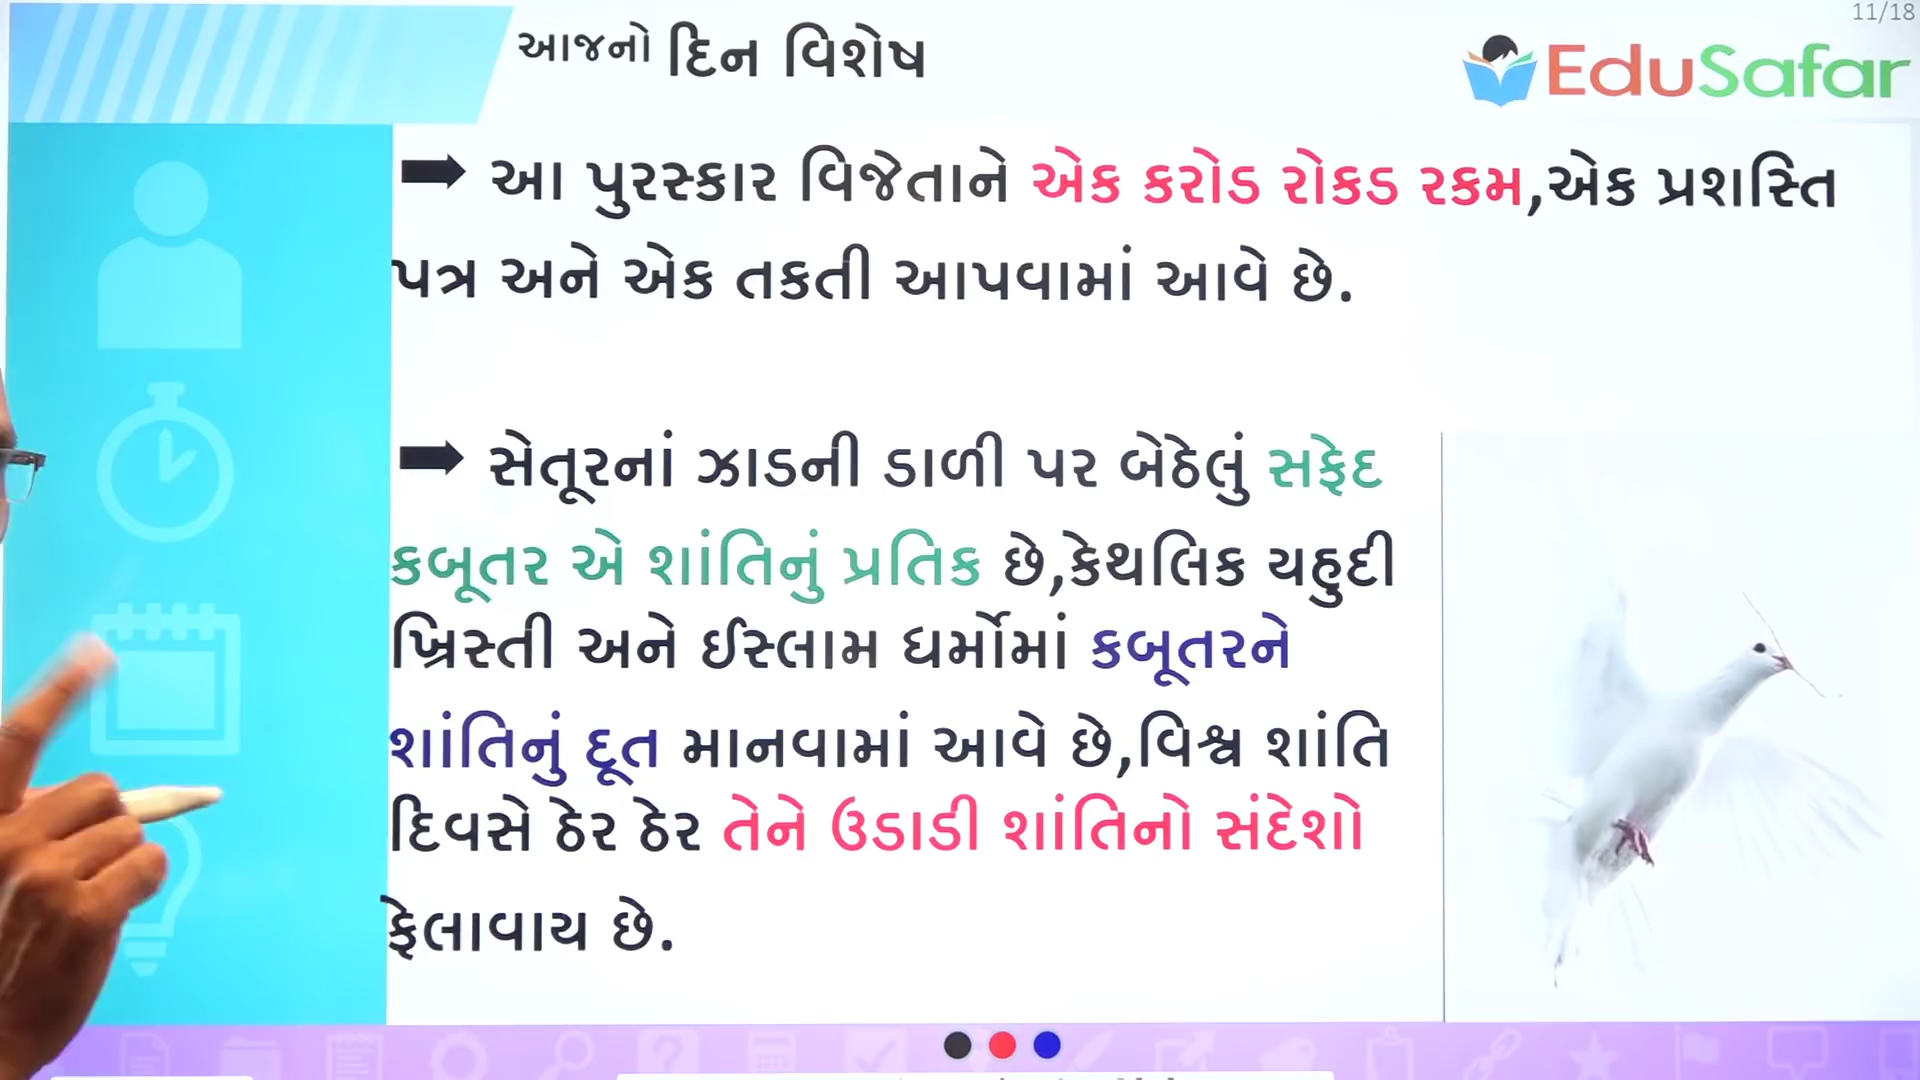 11/18
આજનો દિન વિશેષ
EduSafar
➡ આ પુરસ્કાર વિજેતાને એક કરોડ રોકડ રકમ,એક પ્રશસ્તિ
પત્ર અને એક તકતી આપવામાં આવે છે.
➡ સેતૂરનાં ઝાડની ડાળી પર બેઠેલું સફેદ
કબૂતર એ શાંતિનું પ્રતિક છે,કેથલિક યહુદી
ખ્રિસ્તી અને ઈસ્લામ ધર્મોમાં કબૂતરને
શાંતિનું દૂત માનવામાં આવે છે,વિશ્વ શાંતિ
દિવસે ઠેર ઠેર તેને ઉડાડી શાંતિનો સંદેશો
ફેલાવાય છે.